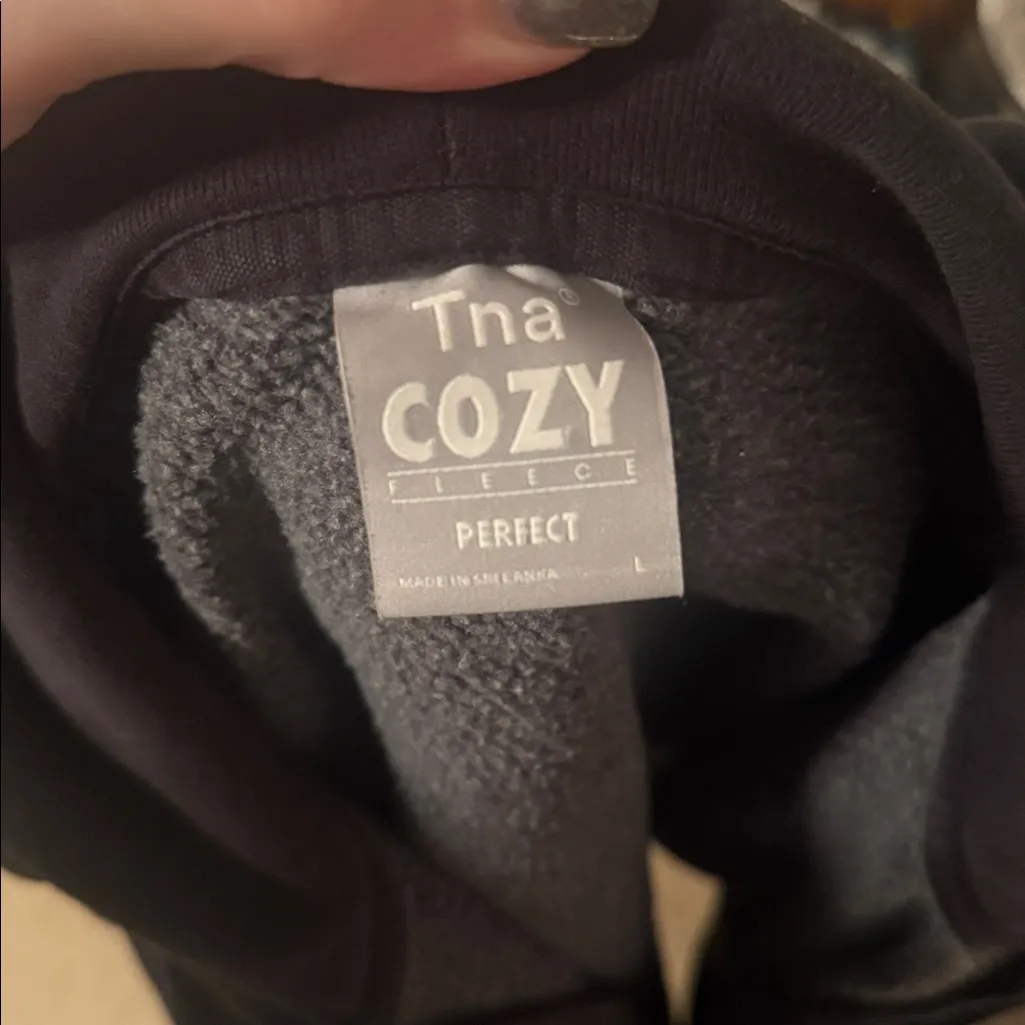 Tna®
COZY
FLEECE
PERFECT
MADE IN SRI LANKA L